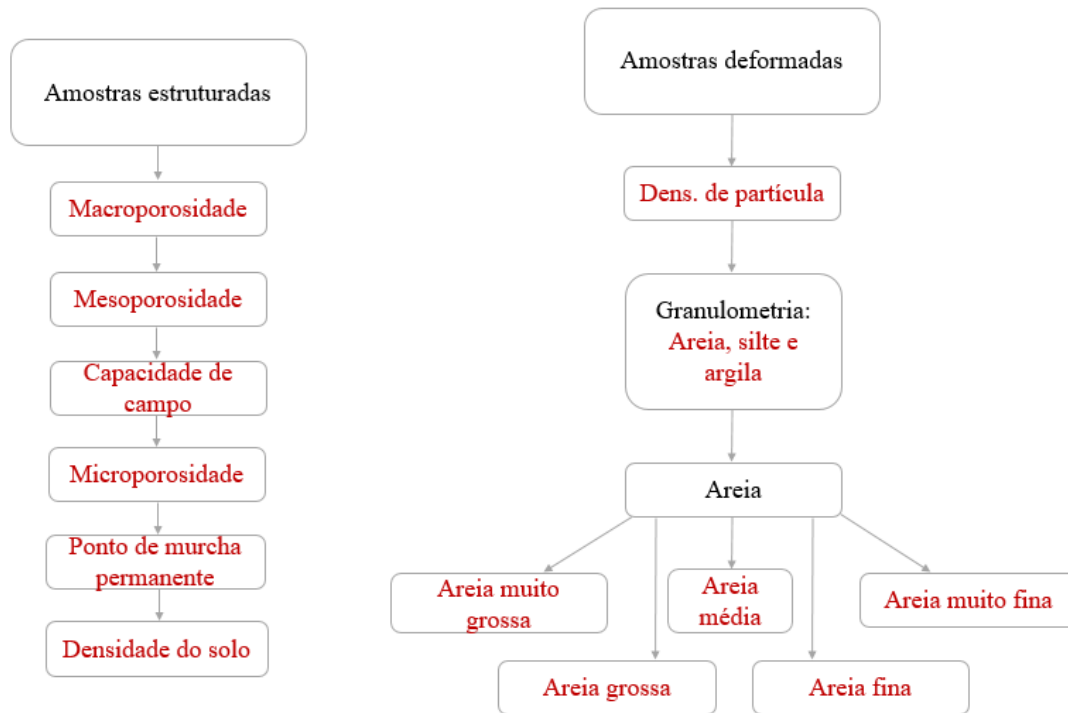 Amostras estruturadas
Macroporosidade
Mesoporosidade
Capacidade de
campo
Microporosidade
Ponto de murcha
permanente
Densidade do solo
Amostras deformadas
Dens. de partícula
Granulometria:
Areia, silte e
argila
Areia
Areia muito
grossa
Areia grossa
Areia
média
Areia fina
Areia muito fina